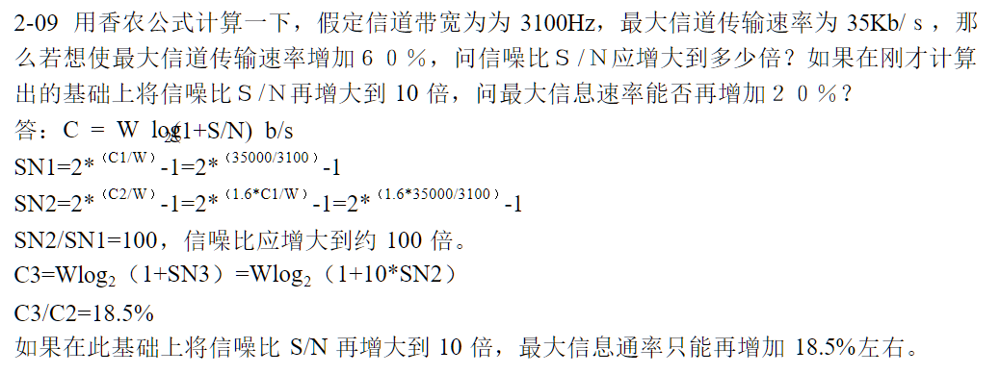 2-09 用香农公式计算一下，假定信道带宽为为 3100Hz，最大信道传输速率为 35Kb/ｓ，那
么若想使最大信道传输速率增加６０％，问信噪比Ｓ/Ｎ应增大到多少倍？如果在刚才计算
出的基础上将信噪比Ｓ/Ｎ再增大到 10 倍，问最大信息速率能否再增加２０％？
答：C = W log₂(1+S/N) b/s
SN1=2*（C1/W）-1=2*（35000/3100）-1
SN2=2*（C2/W）-1=2*（1.6*C1/W）-1=2*（1.6*35000/3100）-1
SN2/SN1=100，信噪比应增大到约 100 倍。
C3=Wlog₂（1+SN3）=Wlog₂（1+10*SN2）
C3/C2=18.5%
如果在此基础上将信噪比 S/N 再增大到 10 倍，最大信息通率只能再增加 18.5%左右。